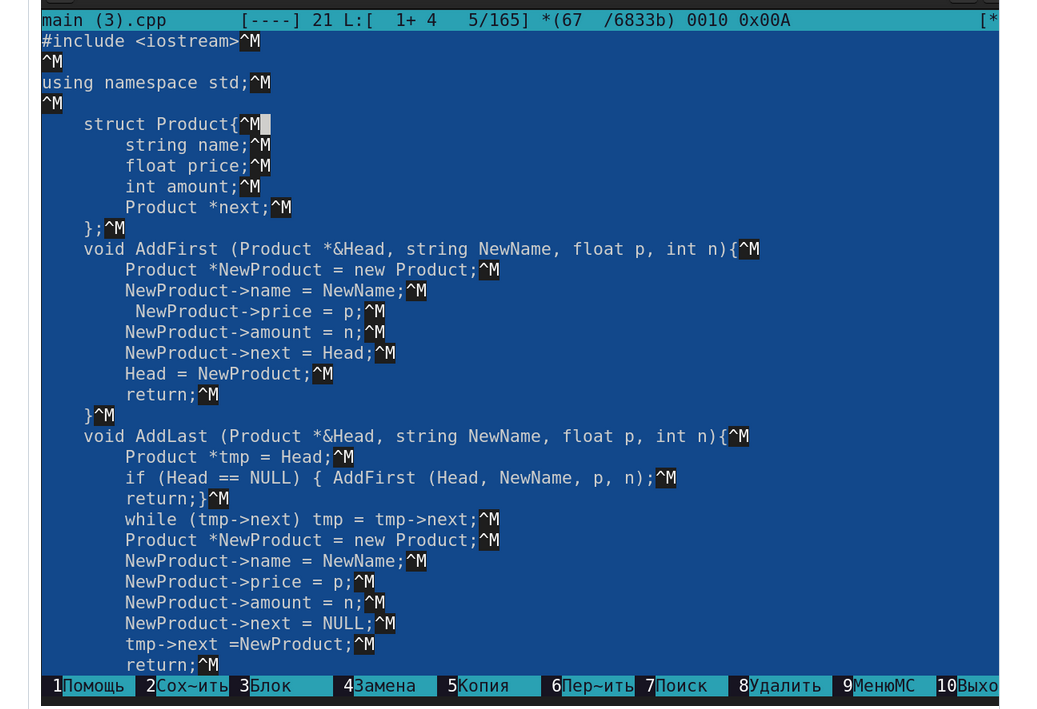 main (3).cpp       [----] 21 L:[  1+ 4   5/165] *(67  /6833b) 0010 0x00A                  [*
#include <iostream>^M
^M
using namespace std;^M
^M
    struct Product{^M
        string name;^M
        float price;^M
        int amount;^M
        Product *next;^M
    };^M
    void AddFirst (Product *&Head, string NewName, float p, int n){^M
        Product *NewProduct = new Product;^M
        NewProduct->name = NewName;^M
         NewProduct->price = p;^M
        NewProduct->amount = n;^M
        NewProduct->next = Head;^M
        Head = NewProduct;^M
        return;^M
    }^M
    void AddLast (Product *&Head, string NewName, float p, int n){^M
        Product *tmp = Head;^M
        if (Head == NULL) { AddFirst (Head, NewName, p, n);^M
        return;}^M
        while (tmp->next) tmp = tmp->next;^M
        Product *NewProduct = new Product;^M
        NewProduct->name = NewName;^M
        NewProduct->price = p;^M
        NewProduct->amount = n;^M
        NewProduct->next = NULL;^M
        tmp->next =NewProduct;^M
        return;^M
1Помощь 2Сох~ить 3Блок 4Замена 5Копия 6Пер~ить 7Поиск 8Удалить 9МенюМС 10Выхо